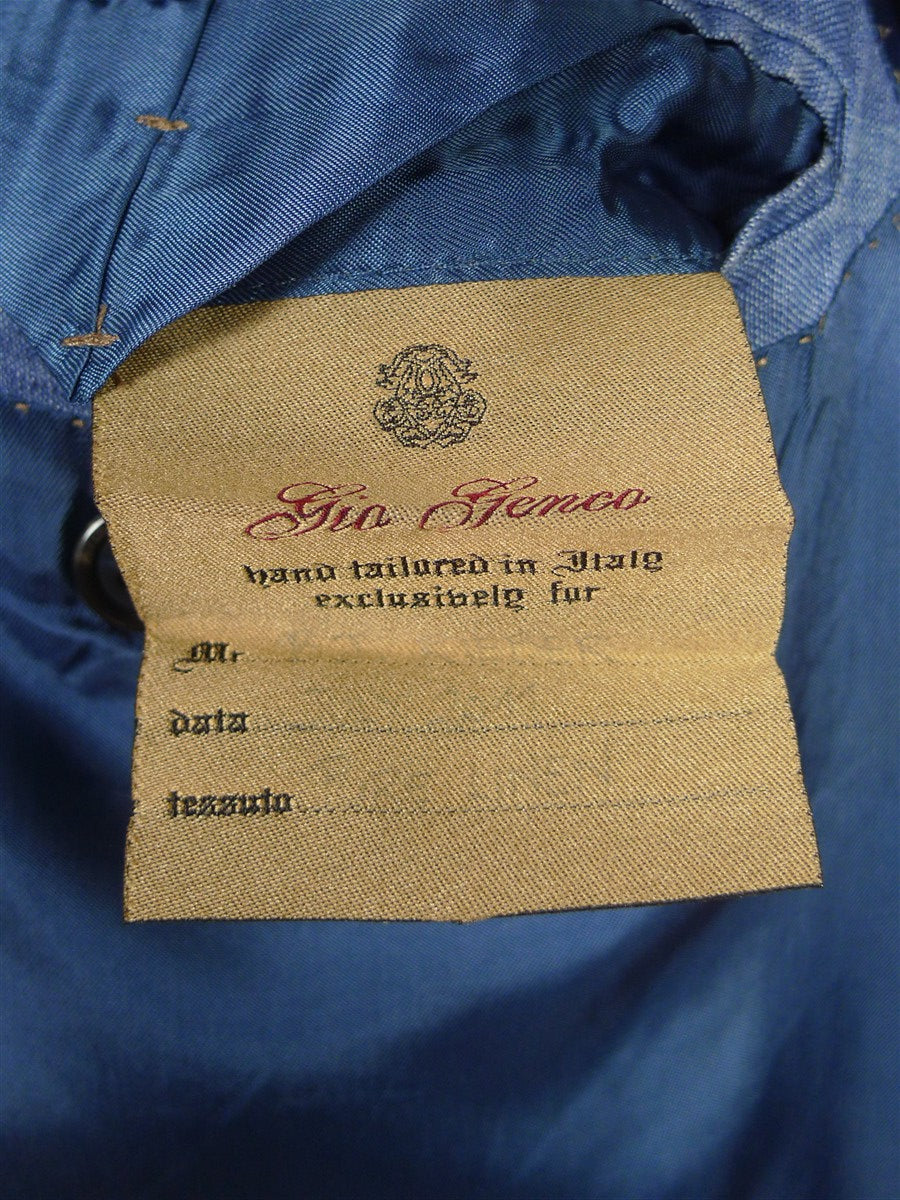 Gio Genco
hand tailored in Italy
exclusively for
Mr
data
tessuto